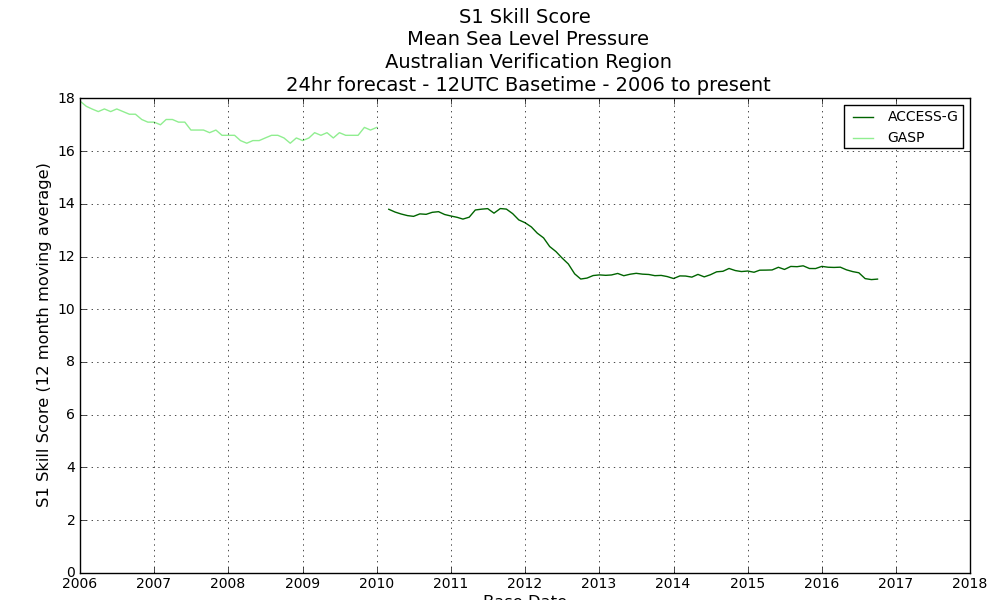 S1 Skill Score
Mean Sea Level Pressure
Australian Verification Region
24hr forecast - 12UTC Basetime - 2006 to present
ACCESS-G
GASP
S1 Skill Score (12 month moving average)
18
16
14
12
10
8
6
4
2
0
2006 2007 2008 2009 2010 2011 2012 2013 2014 2015 2016 2017 2018
Base Date